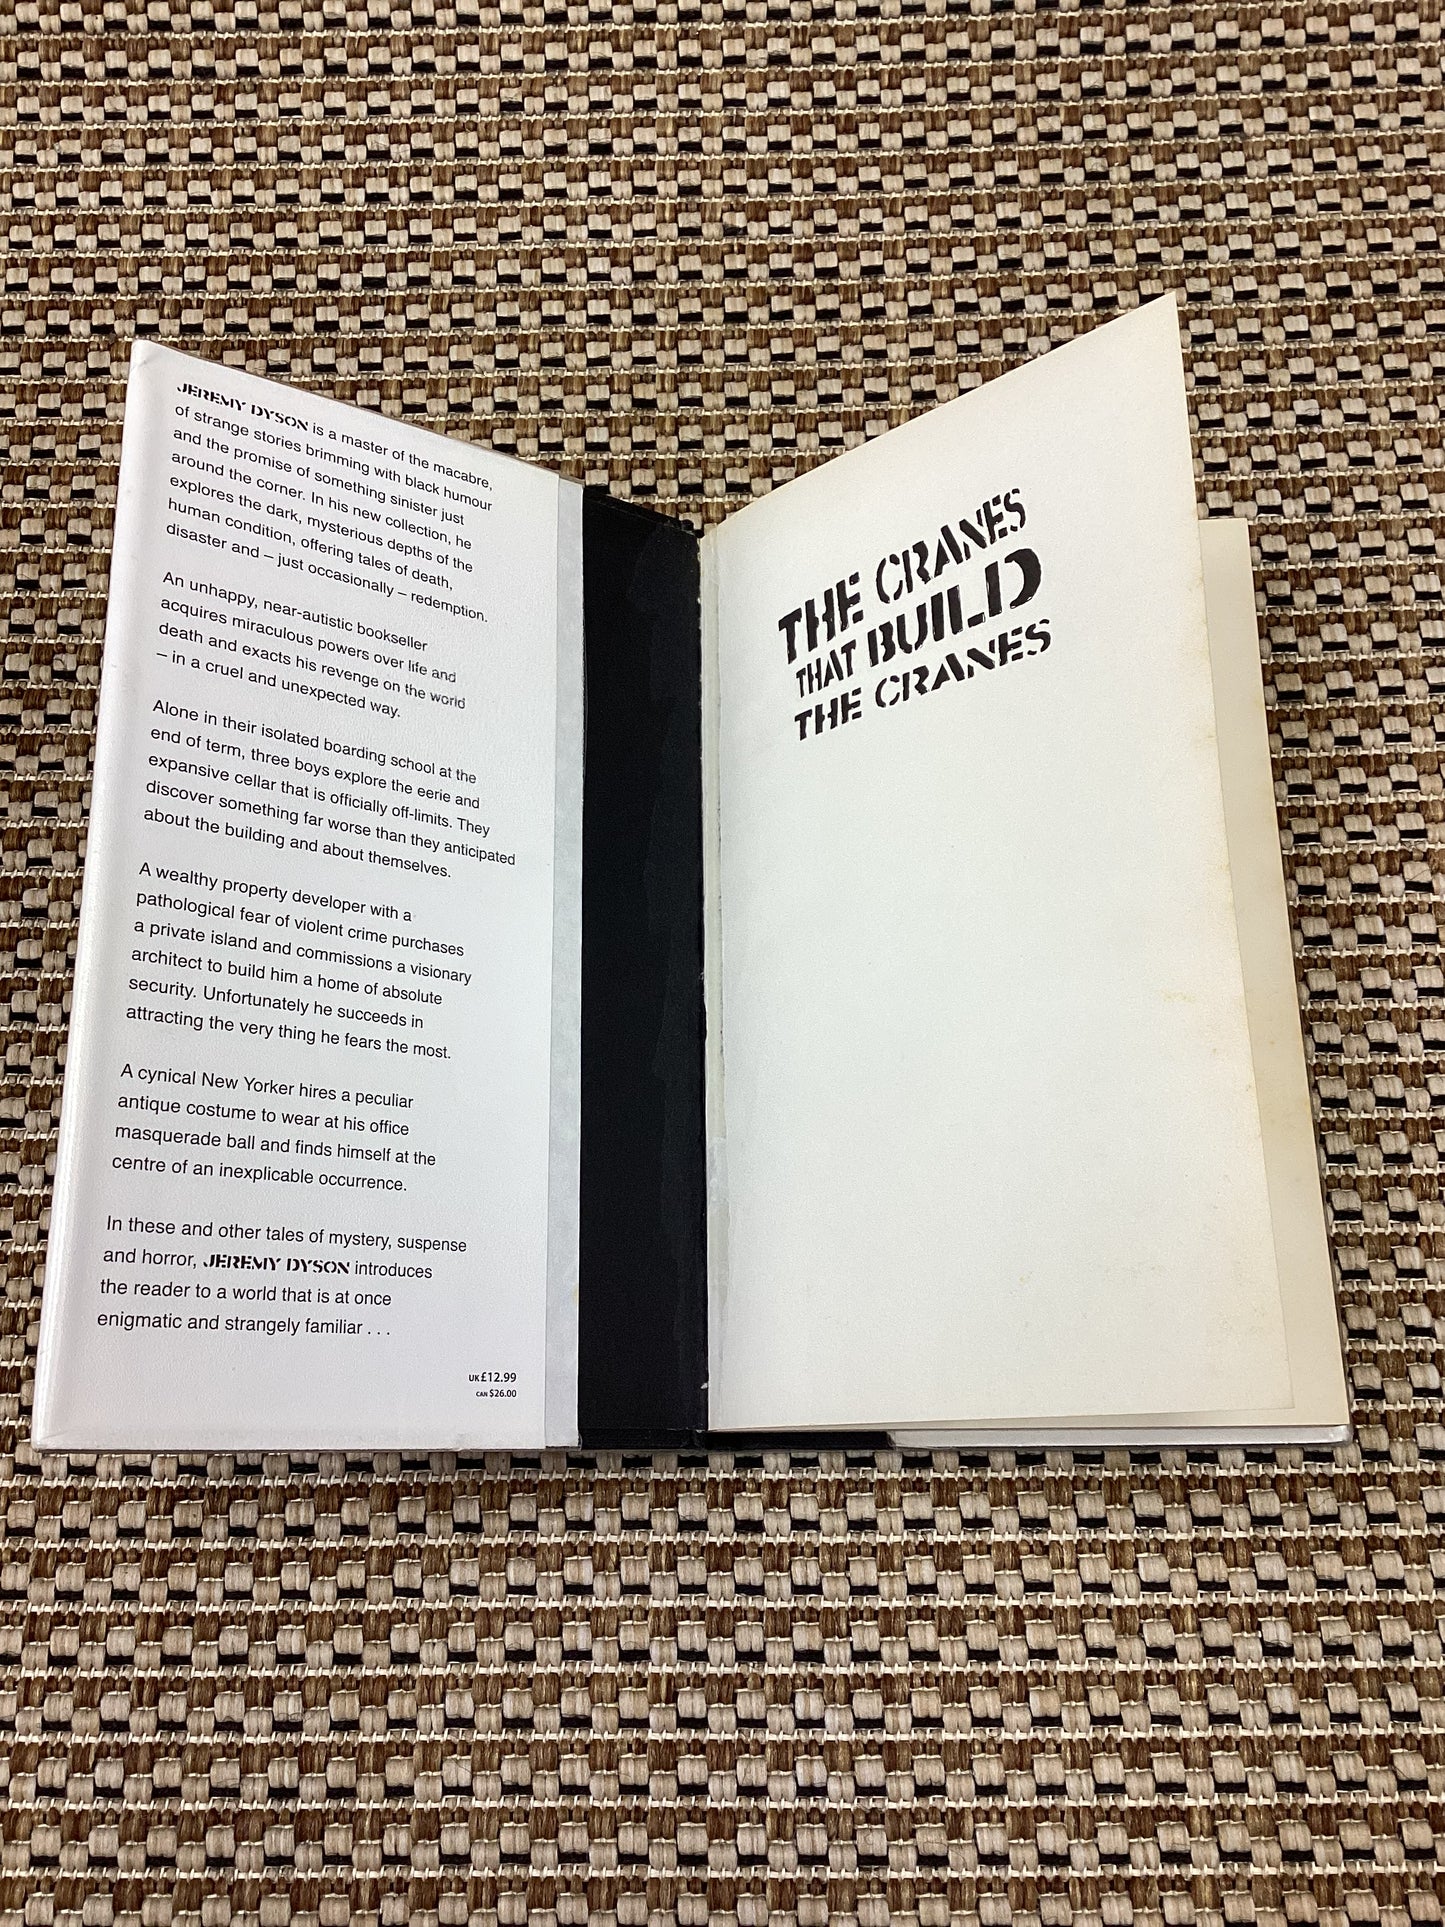 JEREMY DYSON is a master of the macabre,
of strange stories brimming with black humour
and the promise of something sinister just
around the corner. In his new collection, he
explores the dark, mysterious depths of the
human condition, offering tales of death,
disaster and – just occasionally – redemption.
An unhappy, near-autistic bookseller
acquires miraculous powers over life and
death and exacts his revenge on the world
– in a cruel and unexpected way.
Alone in their isolated boarding school at the
end of term, three boys explore the eerie and
expansive cellar that is officially off-limits. They
discover something far worse than they anticipated
about the building and about themselves.
A wealthy property developer with a
pathological fear of violent crime purchases
a private island and commissions a visionary
architect to build him a home of absolute
security. Unfortunately he succeeds in
attracting the very thing he fears the most.
A cynical New Yorker hires a peculiar
antique costume to wear at his office
masquerade ball and finds himself at the
centre of an inexplicable occurrence.
In these and other tales of mystery, suspense
and horror, JEREMY DYSON introduces
the reader to a world that is at once
enigmatic and strangely familiar . . .
UK £12.99
CAN $26.00
THE CRANES
THAT BUILD
THE CRANES